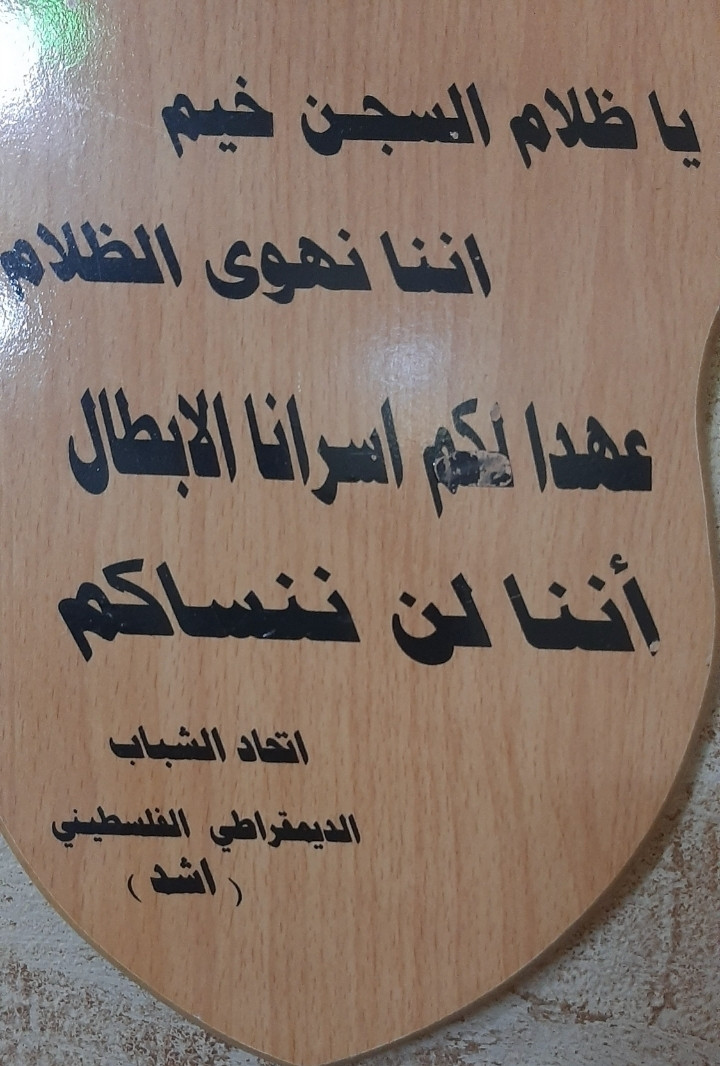 يا ظلام السجن خيم
اننا نهوى الظلام
عهدا لكم اسرانا الابطال
أننا لن ننساكم
اتحاد الشباب
الديمقراطي الفلسطيني
( اشد )